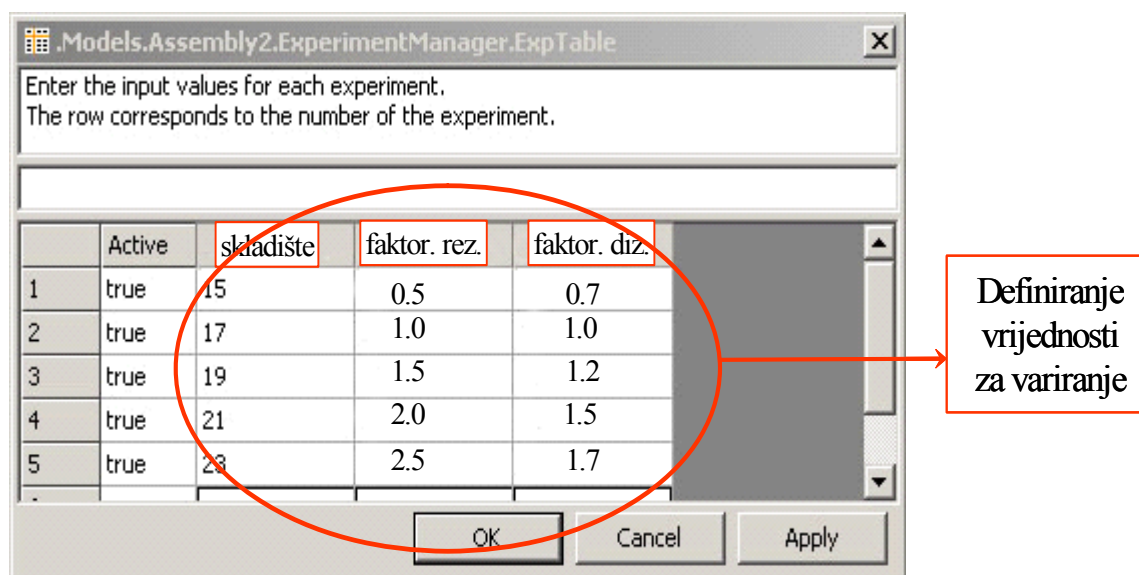 .Models.Assembly2.ExperimentManager.ExpTable
Enter the input values for each experiment.
The row corresponds to the number of the experiment.
Active skladište faktor. rez. faktor. diz.
1 true 15 0.5 0.7
2 true 17 1.0 1.0
3 true 19 1.5 1.2
4 true 21 2.0 1.5
5 true 23 2.5 1.7
Definiranje
vrijednosti
za variranje
OK Cancel Apply